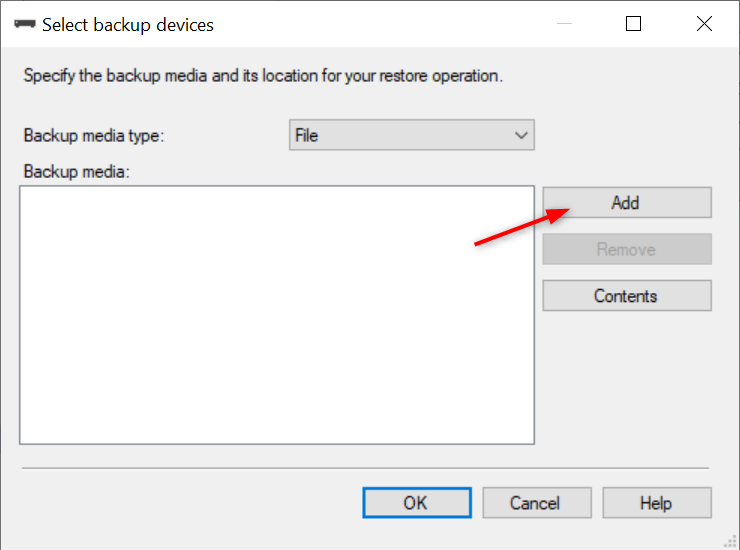 Select backup devices
Specify the backup media and its location for your restore operation.
Backup media type:
File
Backup media:
Add
Remove
Contents
OK
Cancel
Help